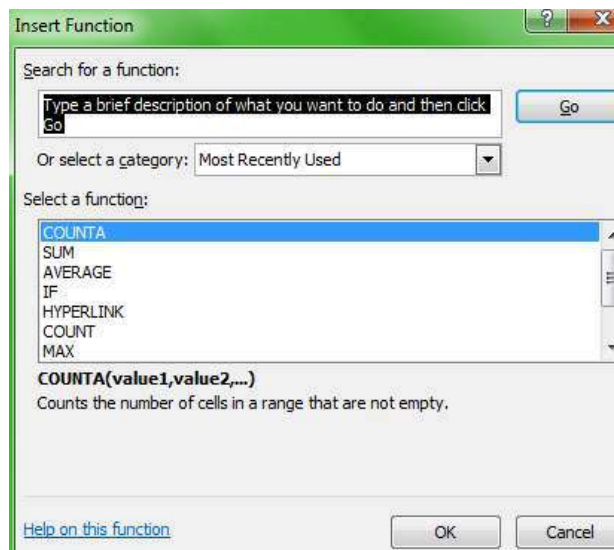 Insert Function
?
X
Search for a function:
Type a brief description of what you want to do and then click
Go
Go
Or select a category: Most Recently Used
Select a function:
COUNTA
SUM
AVERAGE
IF
HYPERLINK
COUNT
MAX
COUNTA(value1,value2,...)
Counts the number of cells in a range that are not empty.
Help on this function
OK
Cancel